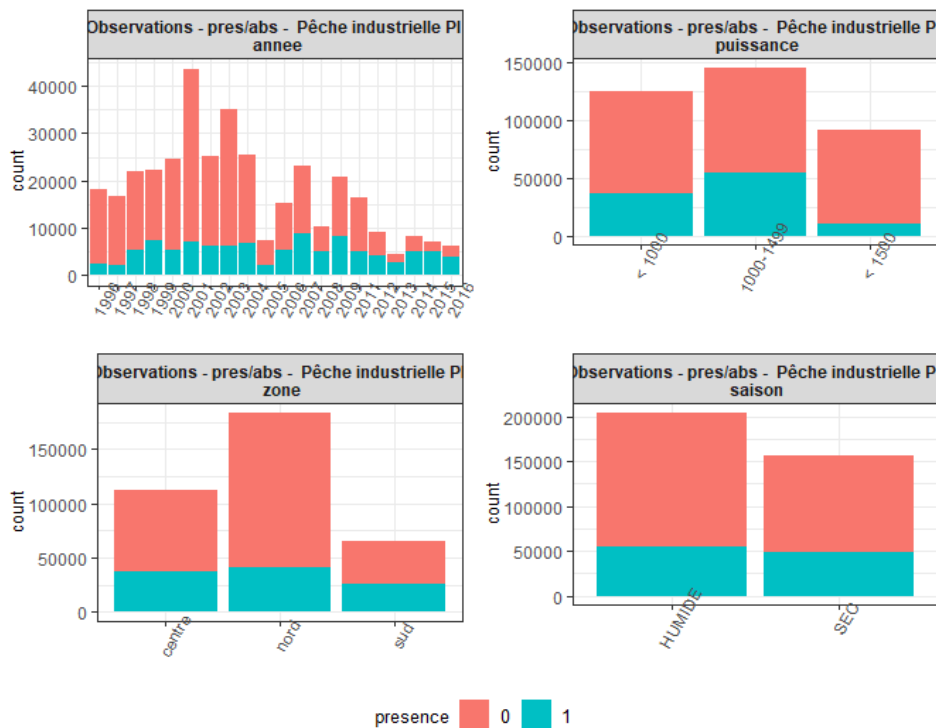 Observations - pres/abs - Pêche industrielle Pl
annee
count
40000
30000
20000
10000
0
1996
1997
1998
1999
2000
2001
2002
2003
2004
2005
2006
2007
2008
2009
2011
2012
2013
2014
2015
2016
Observations - pres/abs - Pêche industrielle P
puissance
count
150000
100000
50000
0
< 1000
1000-1499
< 1500
Observations - pres/abs - Pêche industrielle Pl
zone
count
150000
100000
50000
0
centre
nord
sud
Observations - pres/abs - Pêche industrielle P
saison
count
200000
150000
100000
50000
0
HUMIDE
SEC
presence 0 1